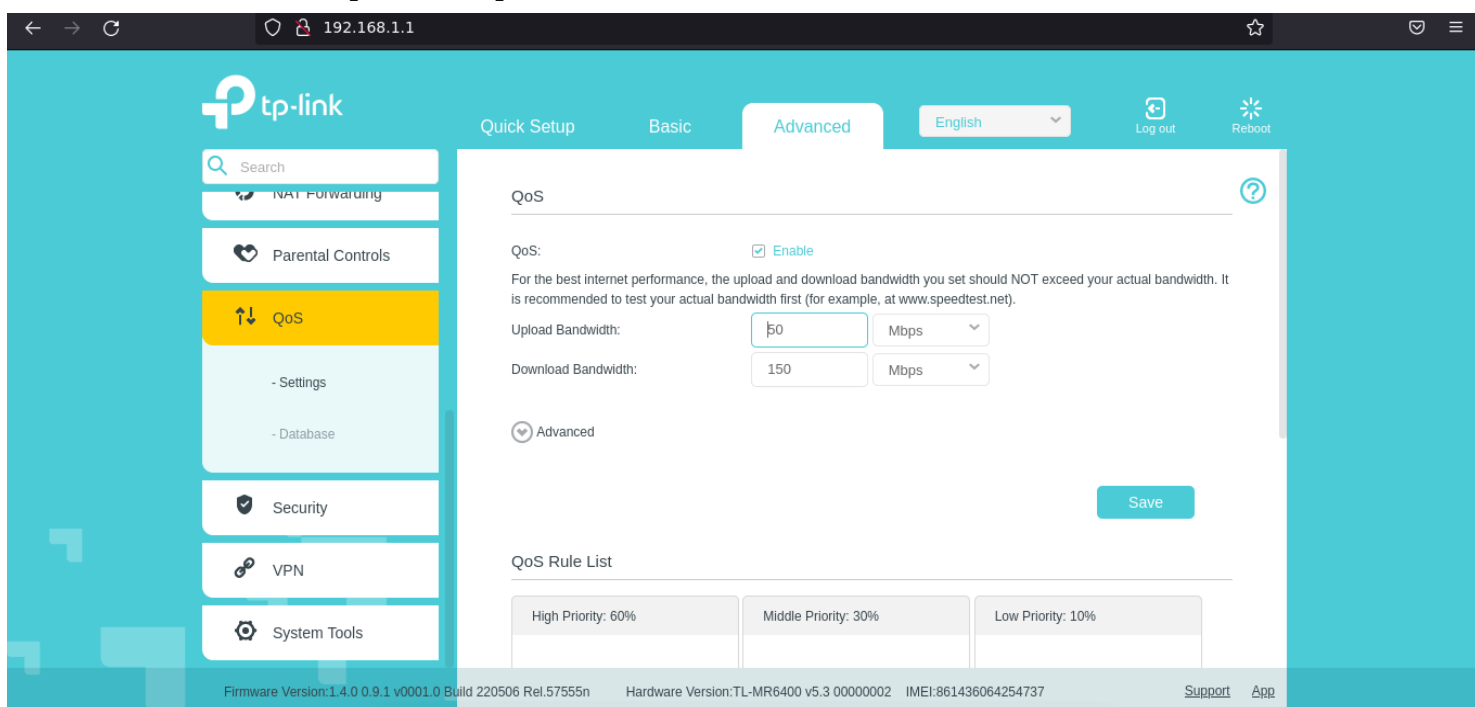 192.168.1.1
tp-link
Quick Setup
Basic
Advanced
English
Log out
Reboot
Search
NAT Forwarding
Parental Controls
QoS
- Settings
- Database
Security
VPN
System Tools
QoS
QoS:
Enable
For the best internet performance, the upload and download bandwidth you set should NOT exceed your actual bandwidth. It
is recommended to test your actual bandwidth first (for example, at www.speedtest.net).
Upload Bandwidth:
50
Mbps
Download Bandwidth:
150
Mbps
Advanced
Save
QoS Rule List
High Priority: 60%
Middle Priority: 30%
Low Priority: 10%
Firmware Version:1.4.0 0.9.1 v0001.0 Build 220506 Rel.57555n
Hardware Version:TL-MR6400 v5.3 00000002
IMEI:861436064254737
Support
App